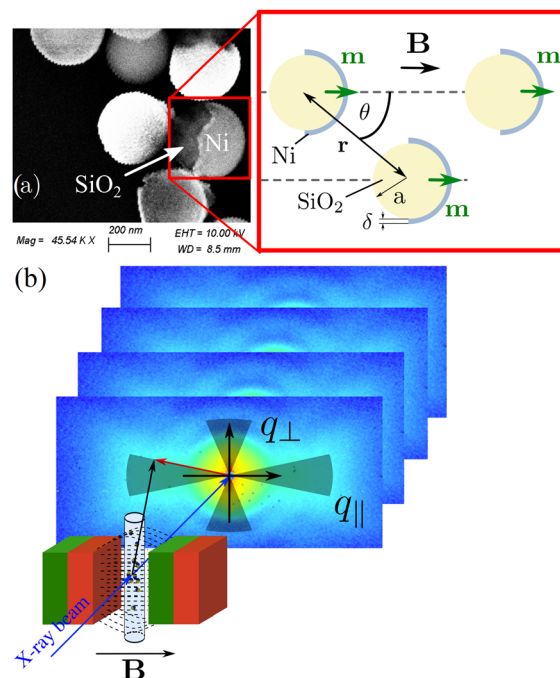 (a)
SiO₂
Ni
Mag = 45.54 K X
200 nm
EHT = 10.00 kV
WD = 8.5 mm
B
m
m
θ
r
Ni
SiO₂
a
m
δ
(b)
q⊥
q∥
X-ray beam
B